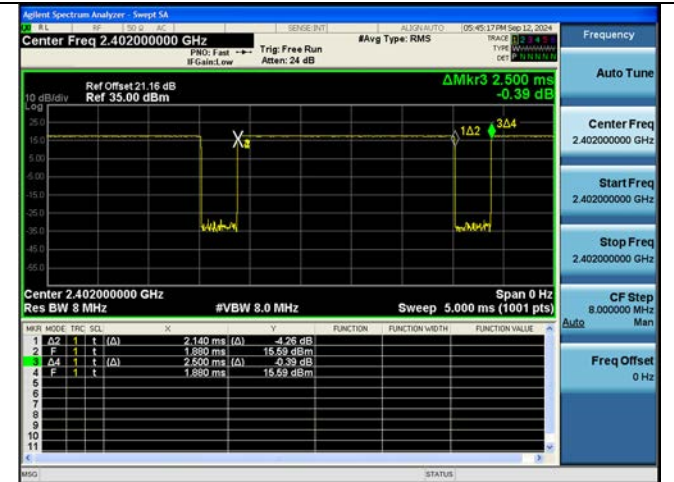 Agilent Spectrum Analyzer - Swept SA
RL RF 50 Ω AC SENSE:INT ALIGN AUTO 05:45:17 PM Sep 12, 2024
Center Freq 2.402000000 GHz
PNO: Fast
IFGain:Low
Trig: Free Run
Atten: 24 dB
#Avg Type: RMS
TRACE 1 2 3 4 5 6
TYPE
DET P N N N N N
Ref Offset 21.16 dB
Ref 35.00 dBm
10 dB/div
Log
ΔMkr3 2.500 ms
-0.39 dB
25.0
15.0
5.00
-5.00
-15.0
-25.0
-35.0
-45.0
-55.0
X
1Δ2
3Δ4
Center 2.402000000 GHz
Span 0 Hz
Res BW 8 MHz
#VBW 8.0 MHz
Sweep 5.000 ms (1001 pts)
MKR MODE TRC SCL X Y FUNCTION FUNCTION WIDTH FUNCTION VALUE
1 Δ2 1 t (Δ) 2.140 ms (Δ) -4.26 dB
2 F 1 t 1.880 ms 15.59 dBm
3 Δ4 1 t (Δ) 2.500 ms (Δ) -0.39 dB
4 F 1 t 1.880 ms 15.59 dBm
5
6
7
8
9
10
11
MSG
STATUS
Frequency
Auto Tune
Center Freq
2.402000000 GHz
Start Freq
2.402000000 GHz
Stop Freq
2.402000000 GHz
CF Step
8.000000 MHz
Auto Man
Freq Offset
0 Hz